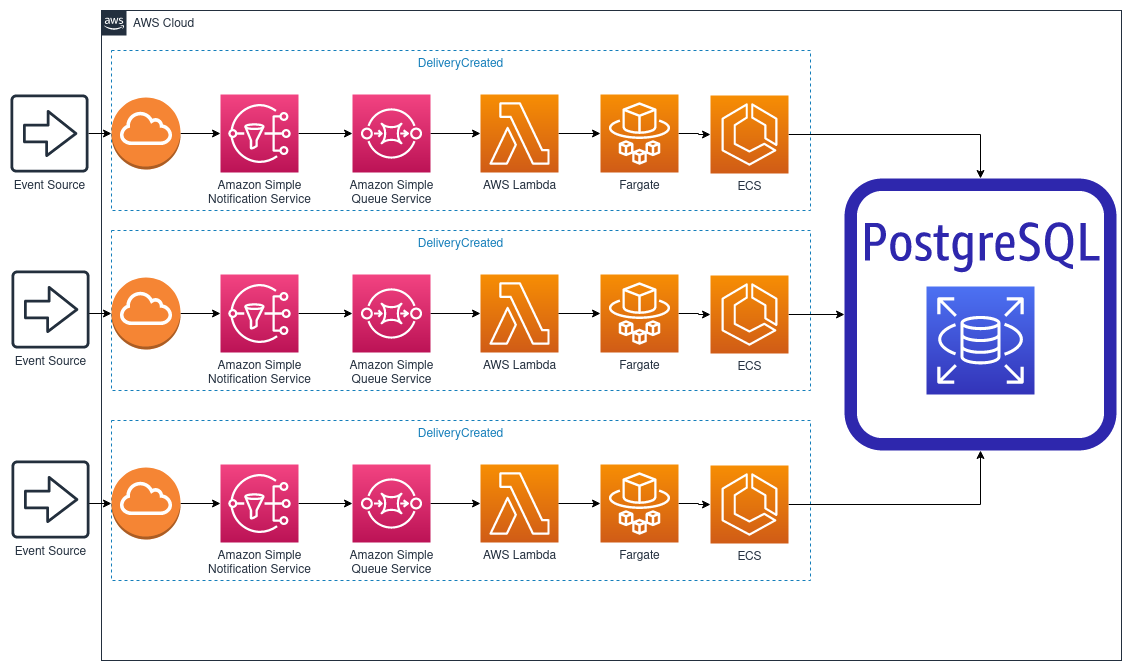 aws AWS Cloud
DeliveryCreated
Event Source
Amazon Simple
Notification Service
Amazon Simple
Queue Service
AWS Lambda
Fargate
ECS
DeliveryCreated
Event Source
Amazon Simple
Notification Service
Amazon Simple
Queue Service
AWS Lambda
Fargate
ECS
PostgreSQL
DeliveryCreated
Event Source
Amazon Simple
Notification Service
Amazon Simple
Queue Service
AWS Lambda
Fargate
ECS